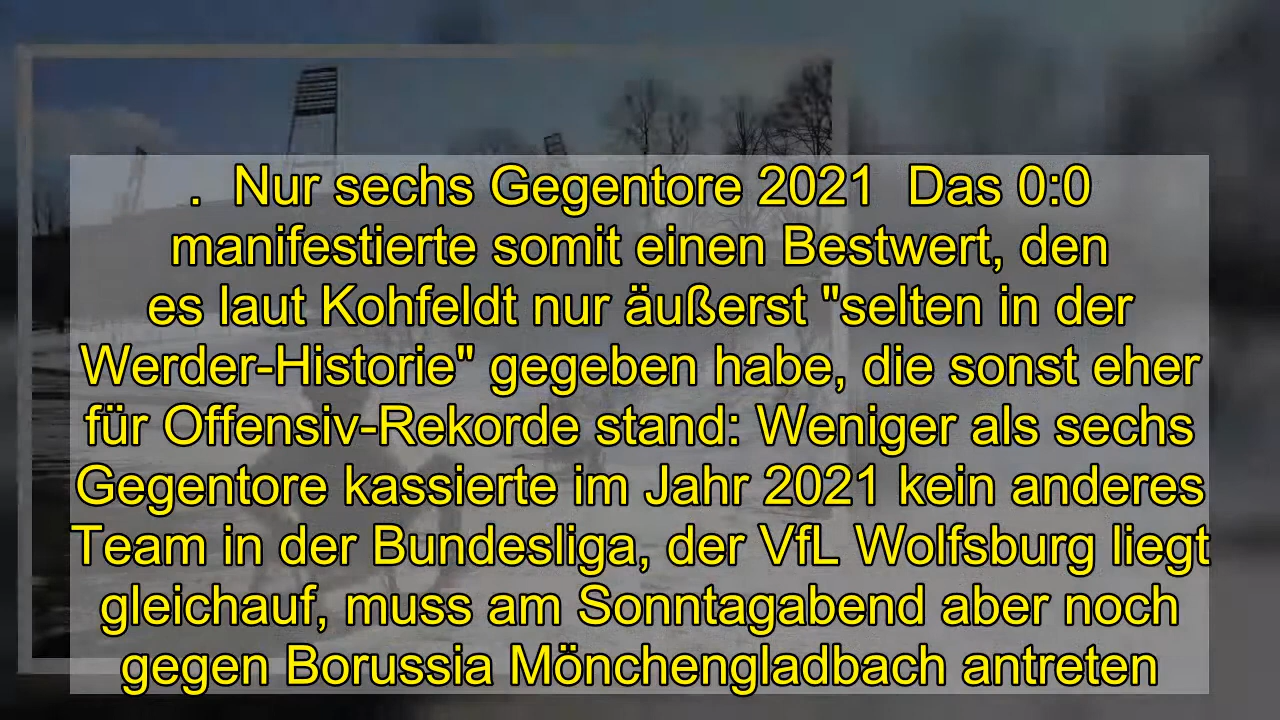 .  Nur sechs Gegentore 2021  Das 0:0
manifestierte somit einen Bestwert, den
es laut Kohfeldt nur äußerst "selten in der
Werder-Historie" gegeben habe, die sonst eher
für Offensiv-Rekorde stand: Weniger als sechs
Gegentore kassierte im Jahr 2021 kein anderes
Team in der Bundesliga, der VfL Wolfsburg liegt
gleichauf, muss am Sonntagabend aber noch
gegen Borussia Mönchengladbach antreten